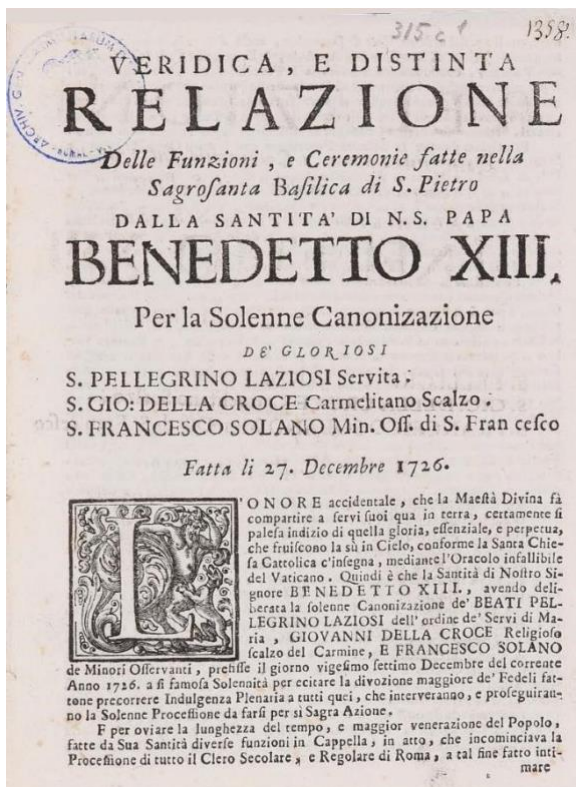 315 c 1
1358.
VERIDICA, E DISTINTA
RELAZIONE
Delle Funzioni, e Ceremonie fatte nella
Sagrosanta Basilica di S. Pietro
DALLA SANTITA' DI N. S. PAPA
BENEDETTO XIII.
Per la Solenne Canonizazione
DE' GLORIOSI
S. PELLEGRINO LAZIOSI Servita.
S. GIO: DELLA CROCE Carmelitano Scalzo.
S. FRANCESCO SOLANO Min. Oss. di S. Fran cesco
Fatta li 27. Decembre 1726.
L'ONORE accidentale, che la Maestà Divina fà
compartire a servi suoi qua in terra, certamente si
palesa indizio di quella gloria, essenziale, e perpetua,
che fruiscono la sù in Cielo, conforme la Santa Chie-
sa Cattolica c'insegna, mediante l'Oracolo infallibile
del Vaticano. Quindi è che la Santità di Nostro Si-
gnore BENEDETTO XIII., avendo deli-
berata la solenne Canonizazione de' BEATI PEL-
LEGRINO LAZIOSI dell'ordine de' Servi di Ma-
ria, GIOVANNI DELLA CROCE Religioso
scalzo del Carmine, E FRANCESCO SOLANO
de Minori Osservanti, prefisse il giorno vigesimo settimo Decembre del corrente
Anno 1726. a sì famosa Solennità per eccitare la divozione maggiore de' Fedeli fat-
tone precorrere Indulgenza Plenaria a tutti quei, che interveranno, e proseguiran-
no la Solenne Processione da farsi per sì Sagra Azione.
E per oviare la lunghezza del tempo, e maggior venerazione del Popolo,
fatte da Sua Santità diverse funzioni in Cappella, in atto, che incominciava la
Processione di tutto il Clero Secolare, e Regolare di Roma, a tal fine fatto inti-
mare